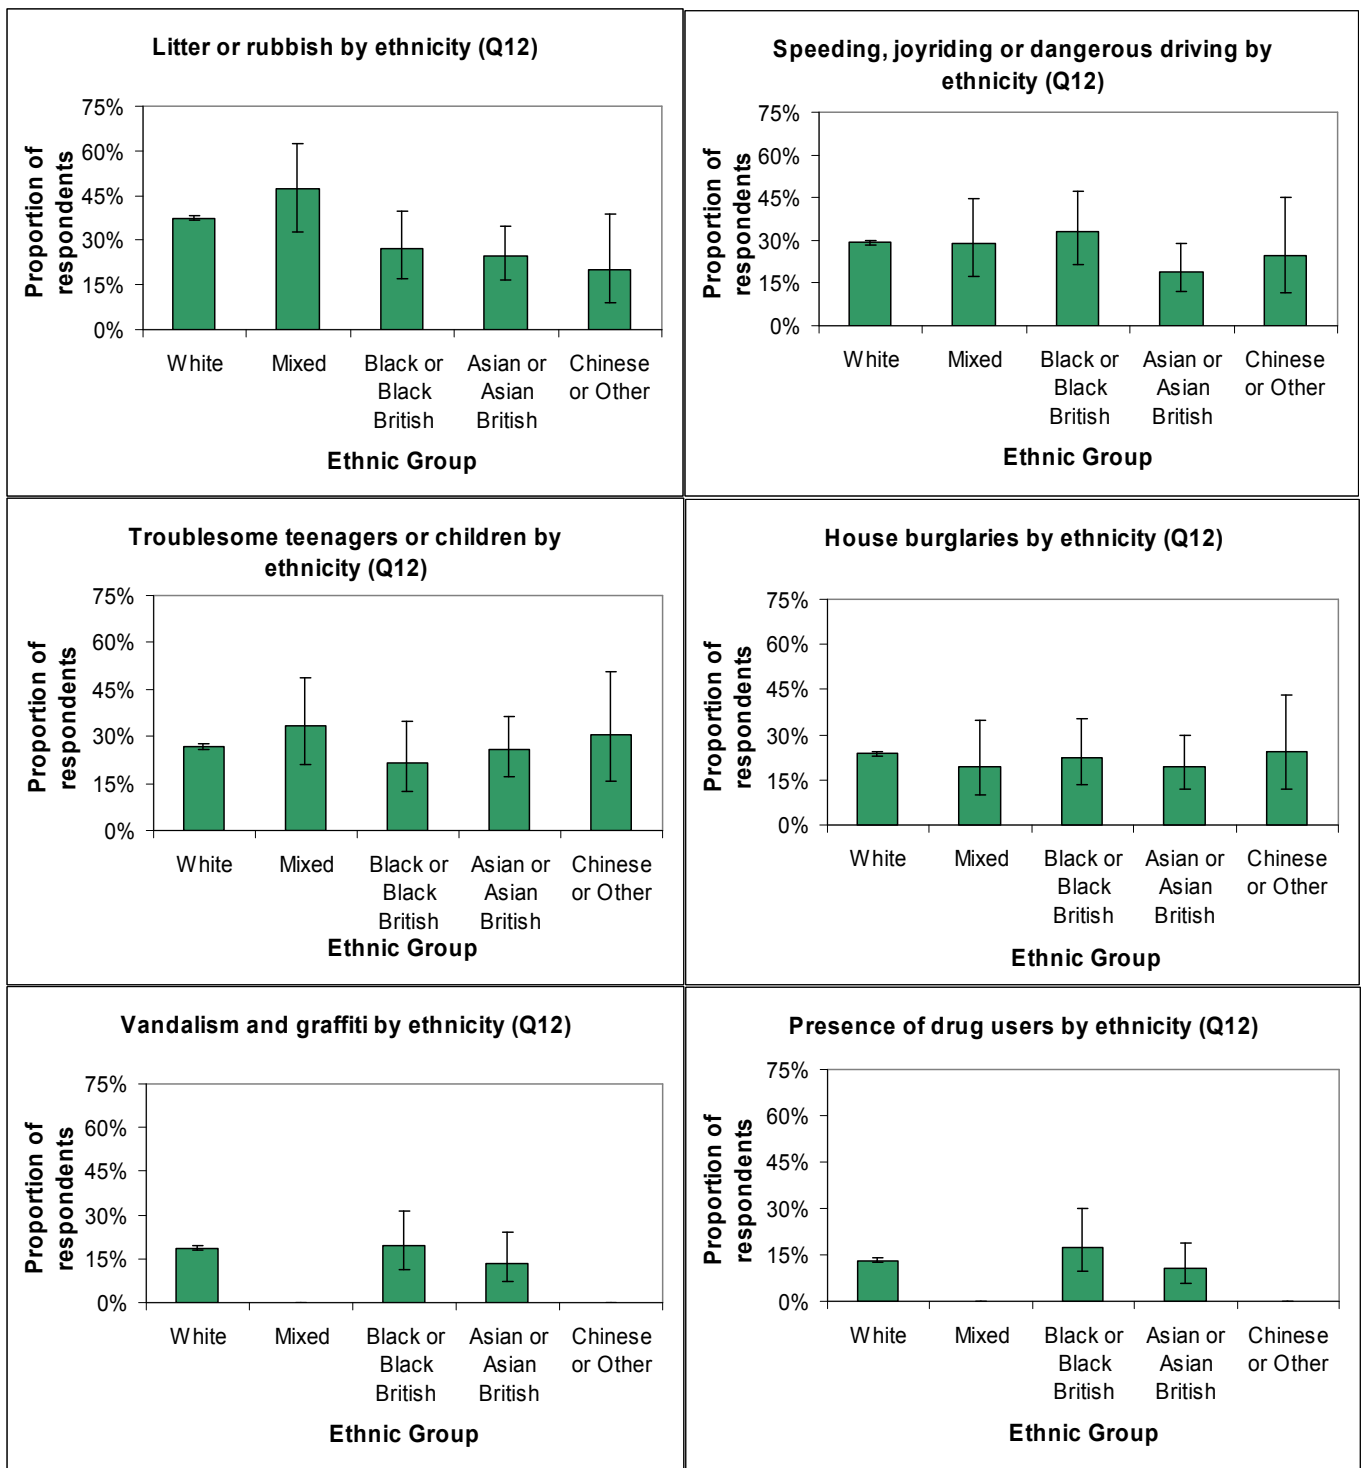 Litter or rubbish by ethnicity (Q12)
Proportion of
respondents
75%
60%
45%
30%
15%
0%
White
Mixed
Black or
Black
British
Asian or
Asian
British
Chinese
or Other
Ethnic Group
Speeding, joyriding or dangerous driving by
ethnicity (Q12)
Proportion of
respondents
75%
60%
45%
30%
15%
0%
White
Mixed
Black or
Black
British
Asian or
Asian
British
Chinese
or Other
Ethnic Group
Troublesome teenagers or children by
ethnicity (Q12)
Proportion of
respondents
75%
60%
45%
30%
15%
0%
White
Mixed
Black or
Black
British
Asian or
Asian
British
Chinese
or Other
Ethnic Group
House burglaries by ethnicity (Q12)
Proportion of
respondents
75%
60%
45%
30%
15%
0%
White
Mixed
Black or
Black
British
Asian or
Asian
British
Chinese
or Other
Ethnic Group
Vandalism and graffiti by ethnicity (Q12)
Proportion of
respondents
75%
60%
45%
30%
15%
0%
White
Mixed
Black or
Black
British
Asian or
Asian
British
Chinese
or Other
Ethnic Group
Presence of drug users by ethnicity (Q12)
Proportion of
respondents
75%
60%
45%
30%
15%
0%
White
Mixed
Black or
Black
British
Asian or
Asian
British
Chinese
or Other
Ethnic Group